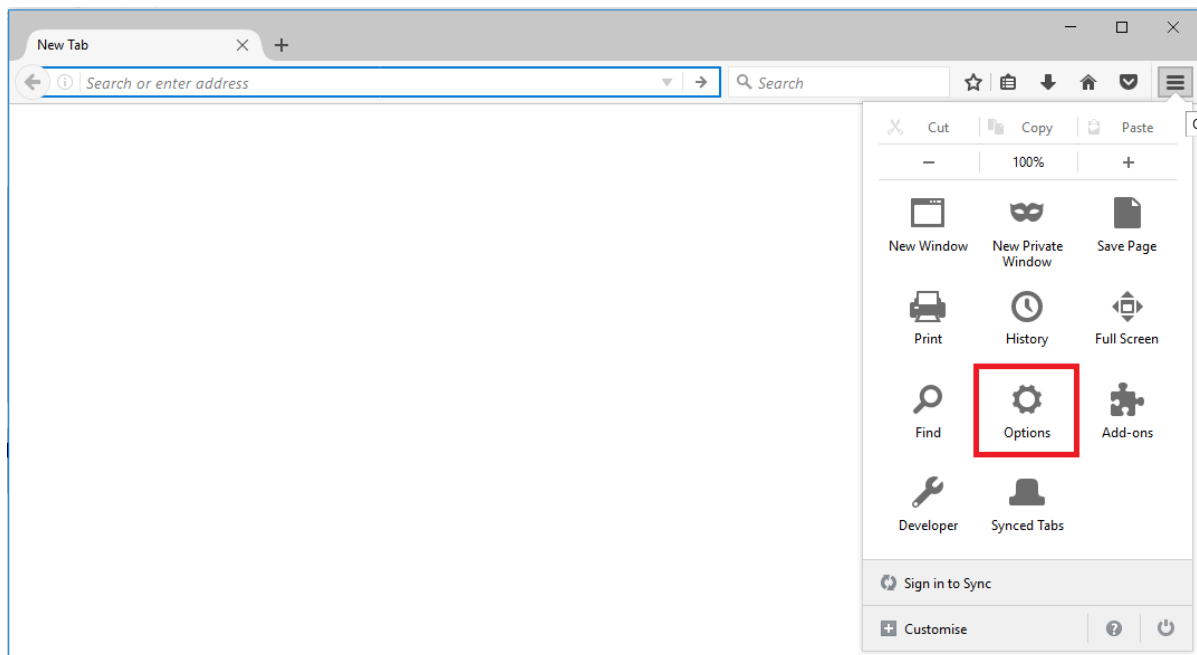 New Tab
Search or enter address
Search
Cut Copy Paste
100%
New Window New Private Window Save Page
Print History Full Screen
Find Options Add-ons
Developer Synced Tabs
Sign in to Sync
Customise